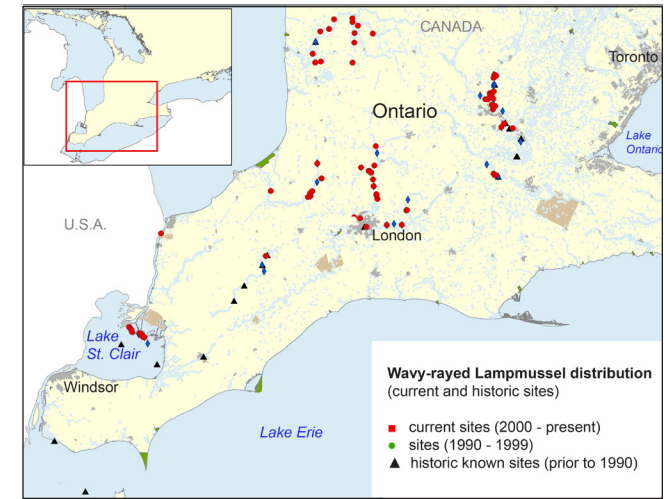 CANADA
Toronto
Ontario
Lake
Ontario
U.S.A.
London
Lake
St. Clair
Windsor
Lake Erie
Wavy-rayed Lampmussel distribution
(current and historic sites)
current sites (2000 - present)
sites (1990 - 1999)
historic known sites (prior to 1990)